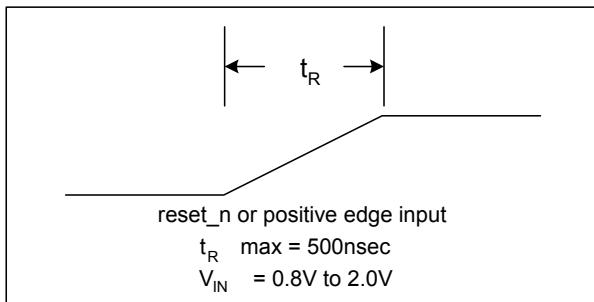 tR
reset_n or positive edge input
tR max = 500nsec
VIN = 0.8V to 2.0V